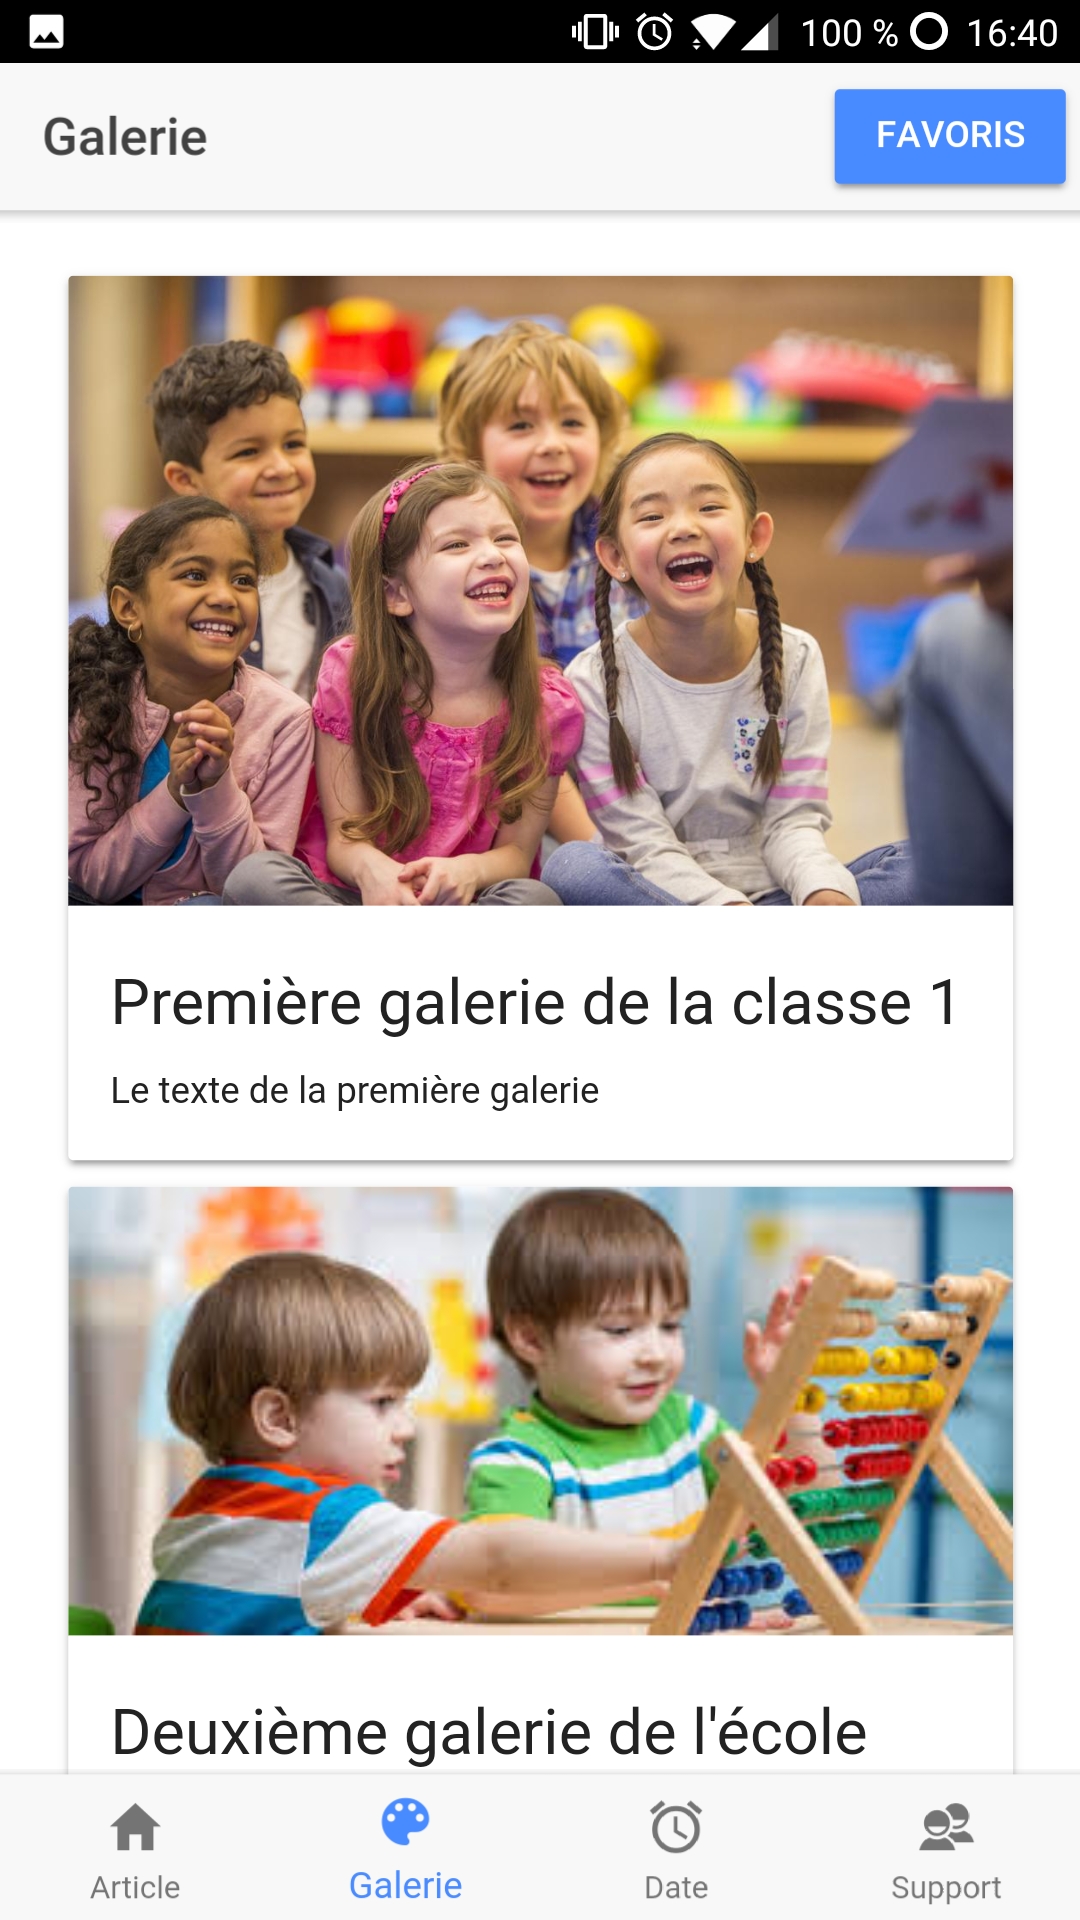 100 % 16:40
Galerie
FAVORIS
Première galerie de la classe 1
Le texte de la première galerie
Deuxième galerie de l'école
Article
Galerie
Date
Support